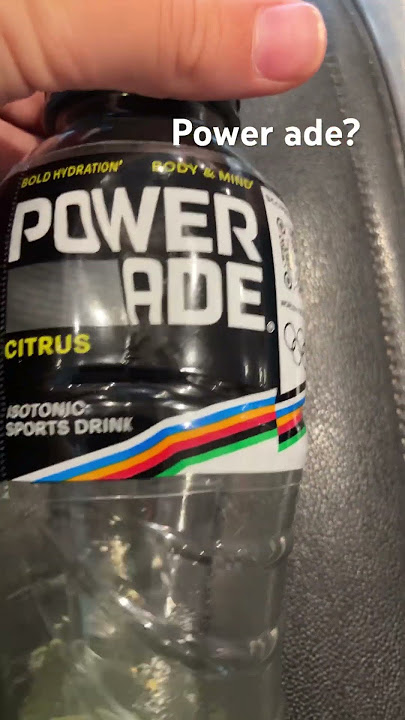 Power ade?
BOLD HYDRATION* BODY & MIND
POWER
ADE®
CITRUS
ISOTONIC
SPORTS DRINK